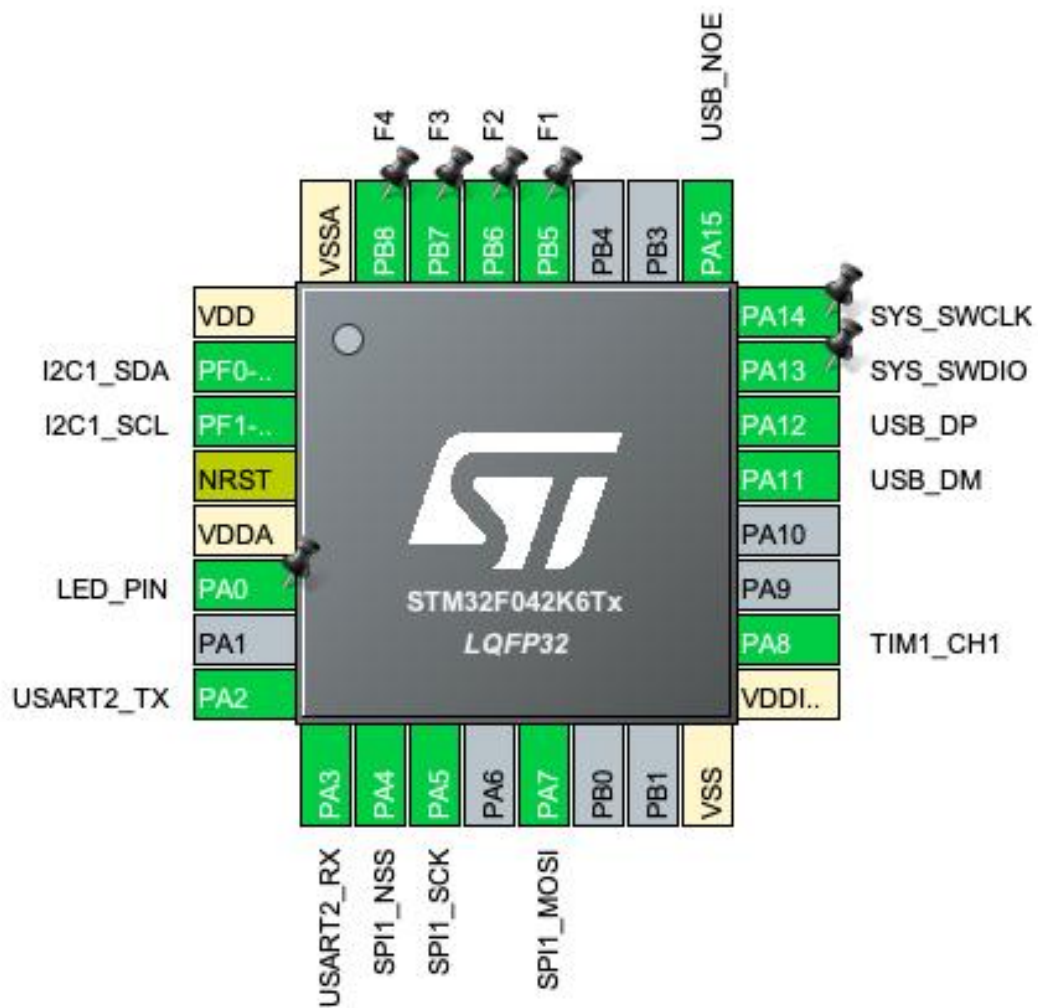 USB_NOE
F4 F3 F2 F1
VSSA PB8 PB7 PB6 PB5 PB4 PB3 PA15
VDD
I2C1_SDA PF0-..
I2C1_SCL PF1-..
NRST
VDDA
LED_PIN PA0
PA1
USART2_TX PA2
PA14 SYS_SWCLK
PA13 SYS_SWDIO
PA12 USB_DP
PA11 USB_DM
PA10
PA9
PA8 TIM1_CH1
VDDI..
ST
STM32F042K6Tx
LQFP32
PA3 PA4 PA5 PA6 PA7 PB0 PB1 VSS
USART2_RX SPI1_NSS SPI1_SCK SPI1_MOSI